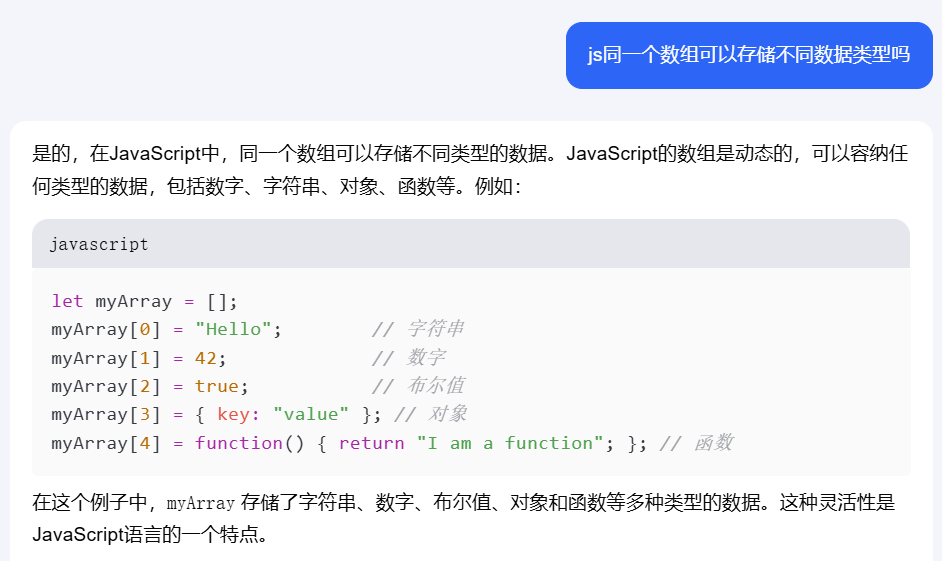 js同一个数组可以存储不同数据类型吗
是的，在JavaScript中，同一个数组可以存储不同类型的数据。JavaScript的数组是动态的，可以容纳任
何类型的数据，包括数字、字符串、对象、函数等。例如：
javascript
let myArray = [];
myArray[0] = "Hello";        // 字符串
myArray[1] = 42;             // 数字
myArray[2] = true;           // 布尔值
myArray[3] = { key: "value" }; // 对象
myArray[4] = function() { return "I am a function"; }; // 函数
在这个例子中，myArray 存储了字符串、数字、布尔值、对象和函数等多种类型的数据。这种灵活性是
JavaScript语言的一个特点。